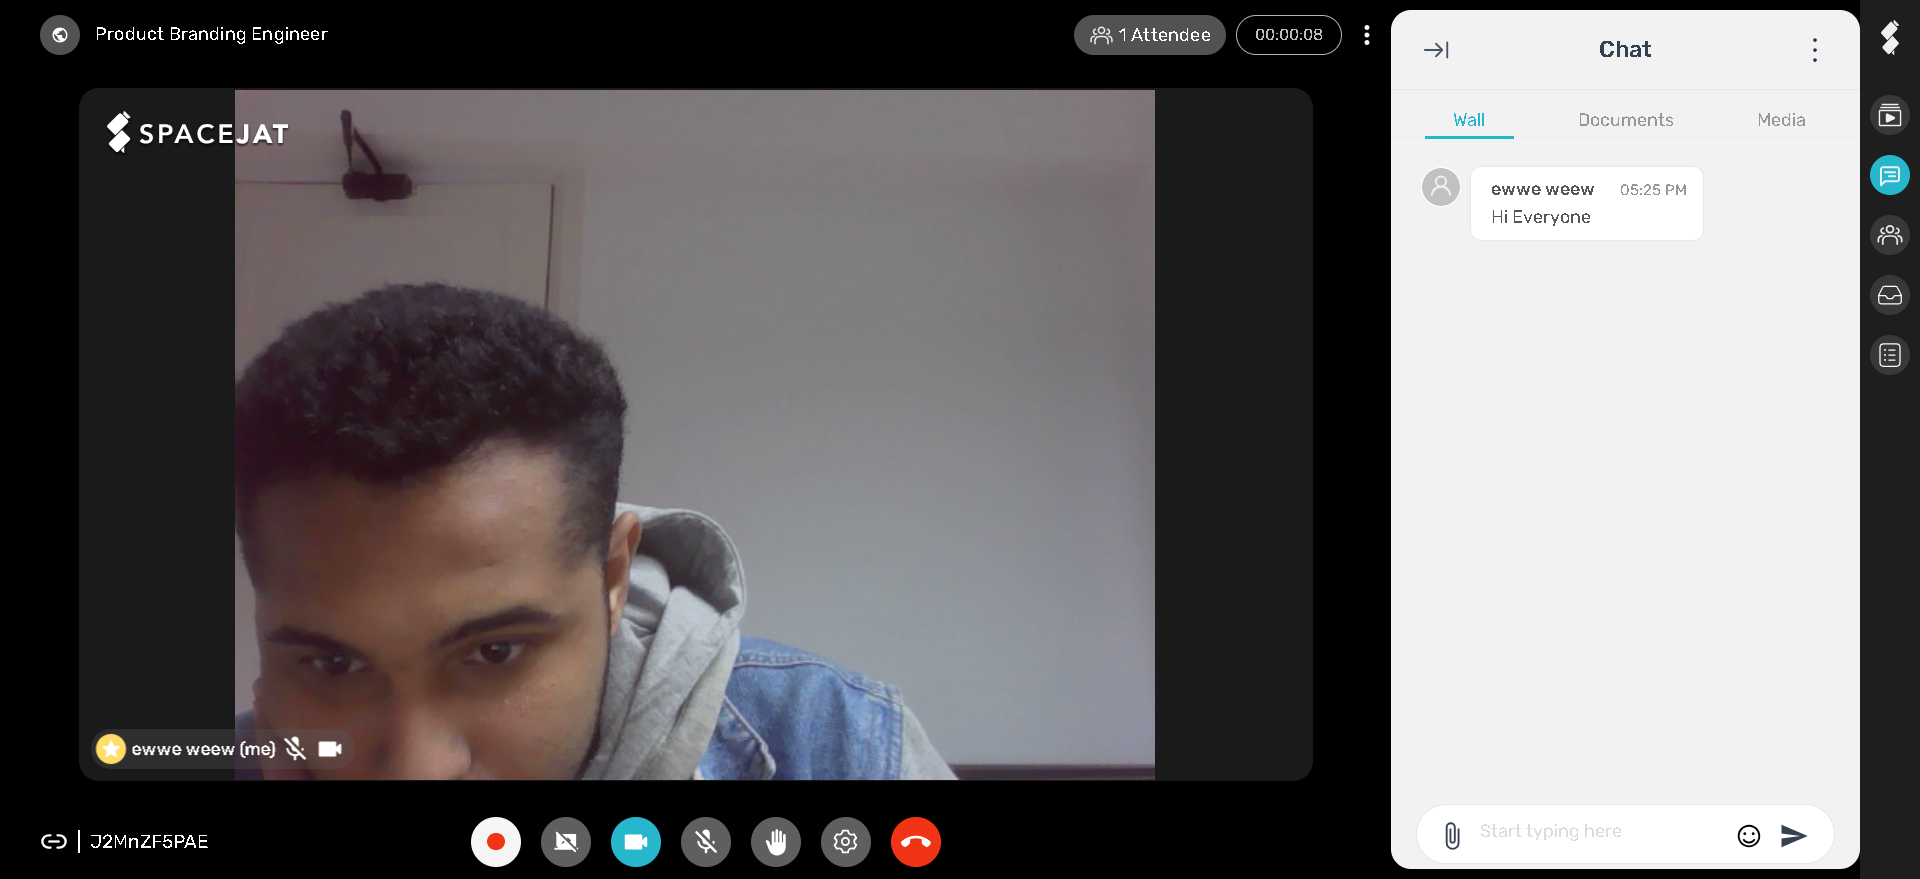 Product Branding Engineer
1 Attendee
00:00:08
SPACEJAT
ewwe weew (me)
J2MnZF5PAE
Chat
Wall
Documents
Media
ewwe weew 05:25 PM
Hi Everyone
Start typing here